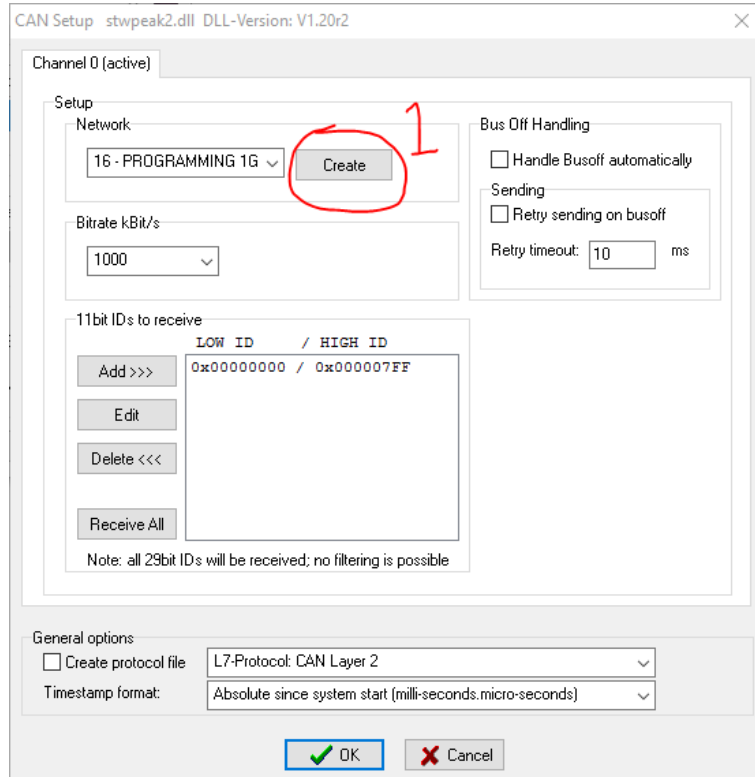 CAN Setup stwpeak2.dll DLL-Version: V1.20r2
Channel 0 (active)
Setup
Network
16 - PROGRAMMING 1G
Create
1
Bus Off Handling
Handle Busoff automatically
Sending
Retry sending on busoff
Retry timeout: 10 ms
Bitrate kBit/s
1000
11bit IDs to receive
LOW ID / HIGH ID
0x00000000 / 0x000007FF
Add >>>
Edit
Delete <<<
Receive All
Note: all 29bit IDs will be received; no filtering is possible
General options
Create protocol file
L7-Protocol: CAN Layer 2
Timestamp format:
Absolute since system start (milli-seconds.micro-seconds)
OK
Cancel